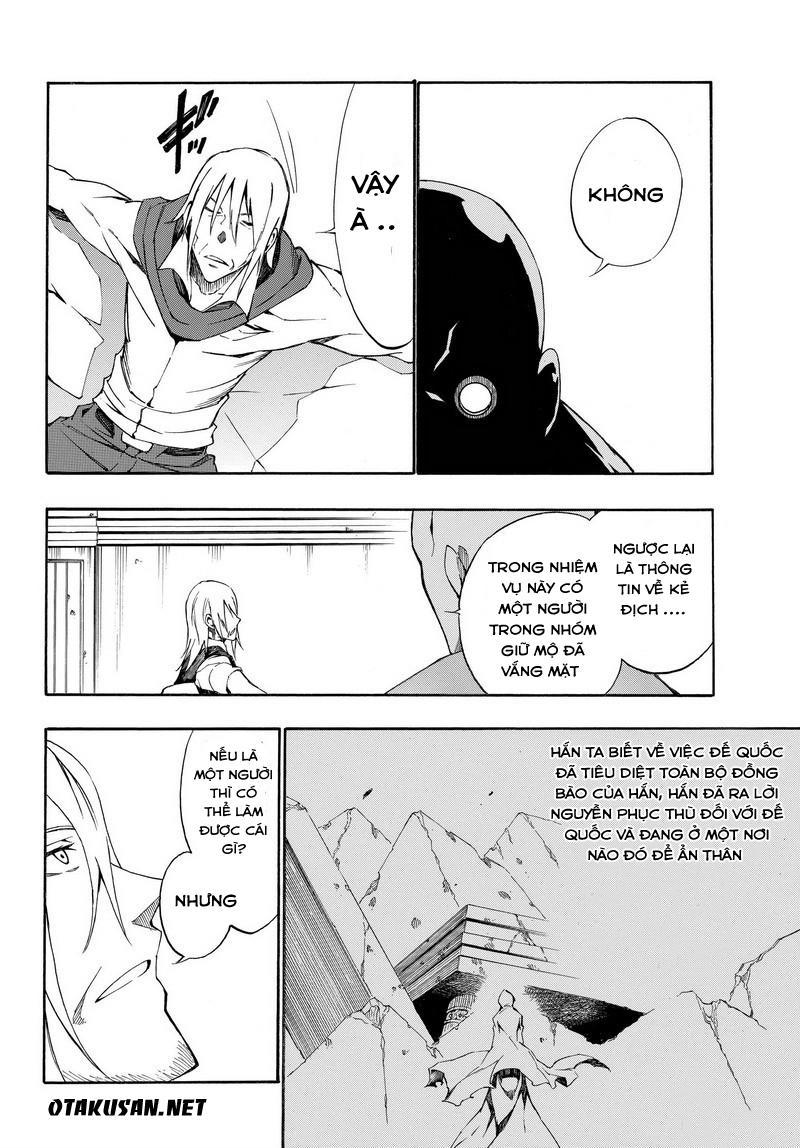 KHÔNG
VẬY
À ..
ギッ
NGƯỢC LẠI
LÀ THÔNG
TIN VỀ KẺ
ĐỊCH ....
TRONG NHIỆM
VỤ NÀY CÓ
MỘT NGƯỜI
TRONG NHÓM
GIỮ MỘ ĐÃ
VẮNG MẶT
HẮN TA BIẾT VỀ VIỆC ĐẾ QUỐC
ĐÃ TIÊU DIỆT TOÀN BỘ ĐỒNG
BÀO CỦA HẮN, HẮN ĐÃ RA LỜI
NGUYỀN PHỤC THÙ ĐỐI VỚI ĐẾ
QUỐC VÀ ĐANG Ở MỘT NƠI
NÀO ĐÓ ĐỂ ẨN THÂN
NẾU LÀ
MỘT NGƯỜI
THÌ CÓ
THỂ LÀM
ĐƯỢC CÁI
GÌ?
NHƯNG
OTAKUSAN.NET